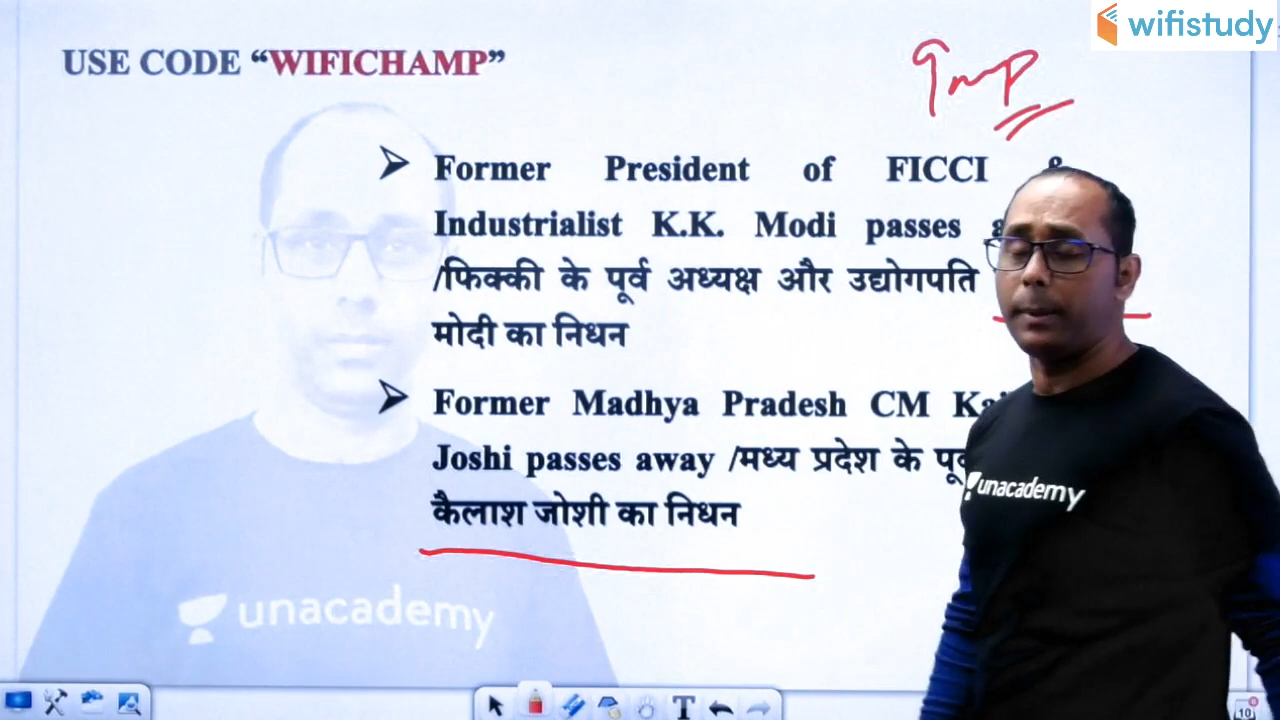 wifistudy
USE CODE “WIFICHAMP”
Imp
Former President of FICCI &
Industrialist K.K. Modi passes
/फिक्की के पूर्व अध्यक्ष और उद्योगपति
मोदी का निधन
Former Madhya Pradesh CM
Joshi passes away /मध्य प्रदेश के
कैलाश जोशी का निधन
unacademy
unacademy
T
10